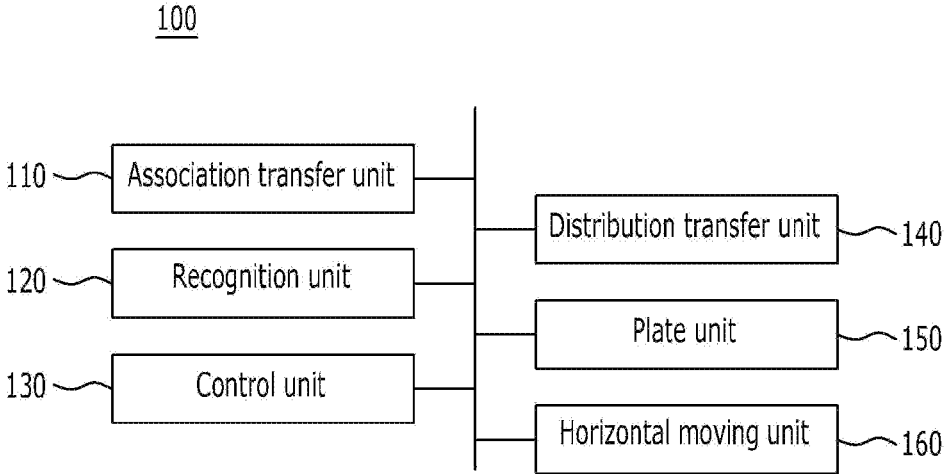 100
110 Association transfer unit
120 Recognition unit
130 Control unit
Distribution transfer unit 140
Plate unit 150
Horizontal moving unit 160